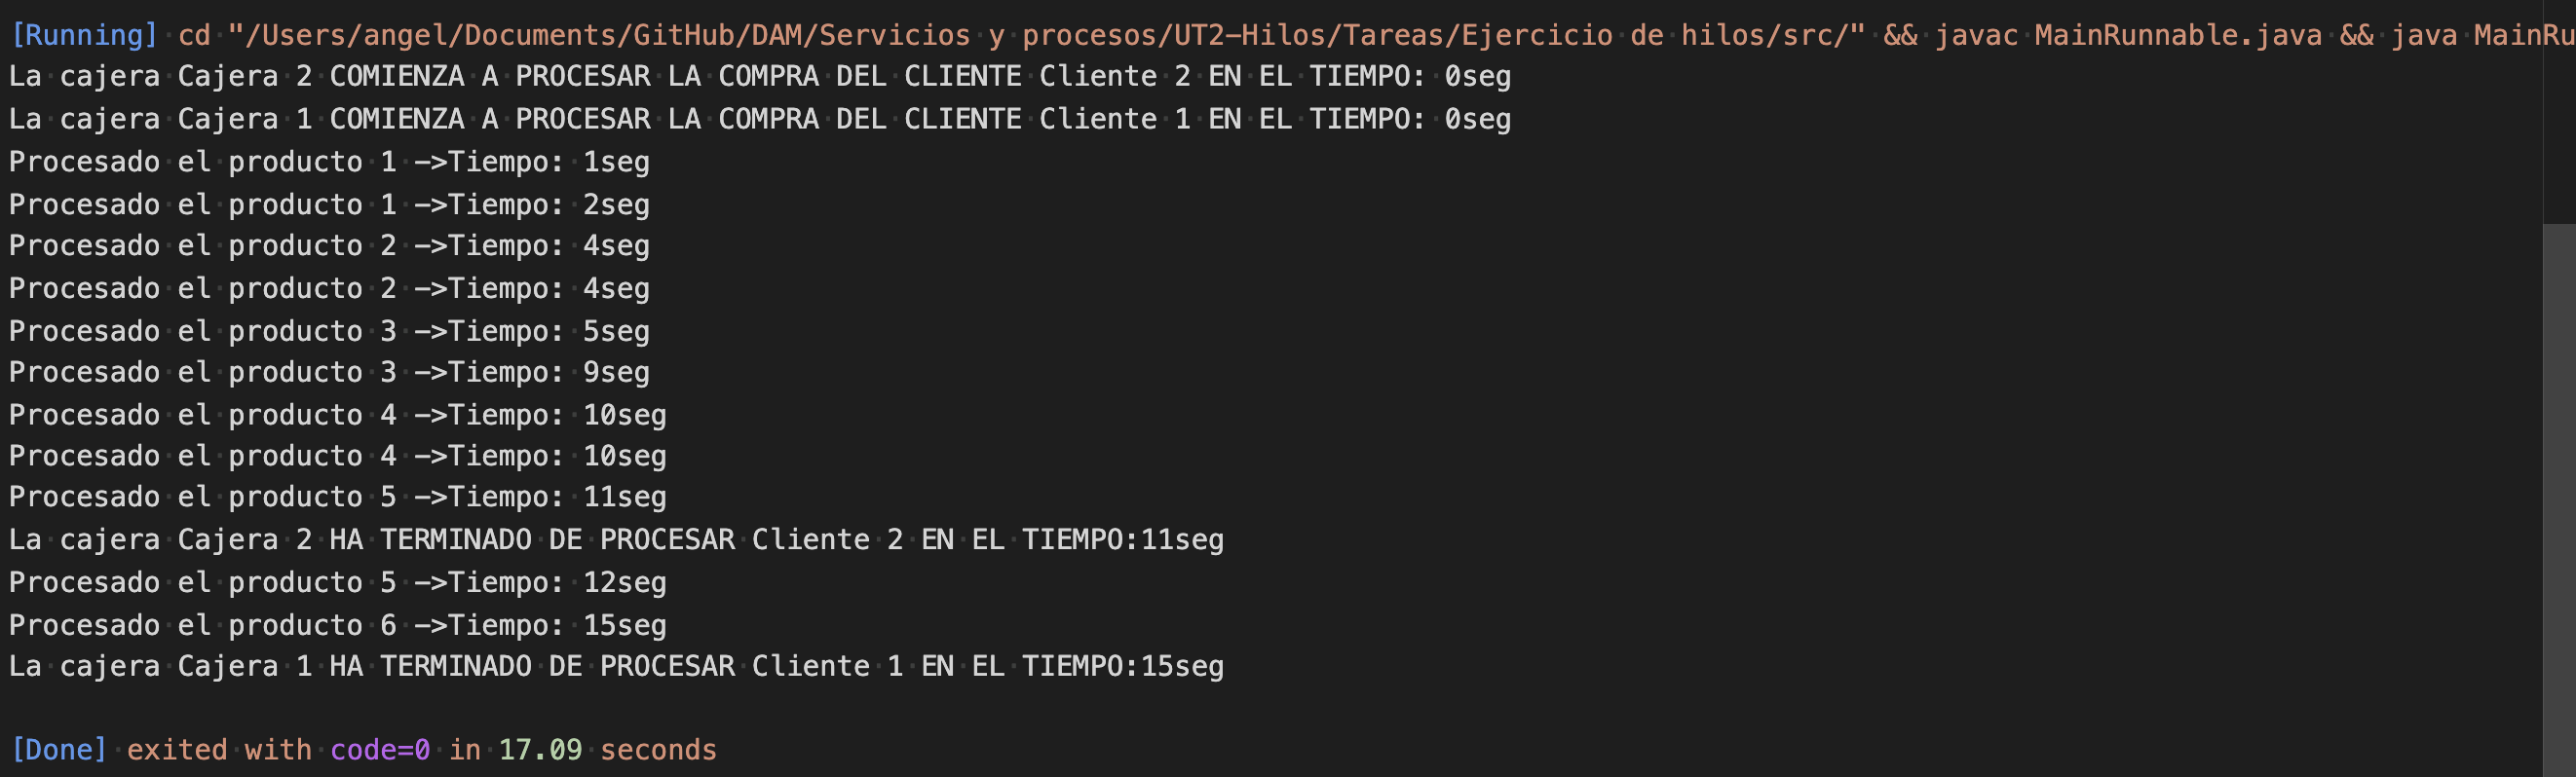 [Running] cd "/Users/angel/Documents/GitHub/DAM/Servicios y procesos/UT2-Hilos/Tareas/Ejercicio de hilos/src/" && javac MainRunnable.java && java MainRu
La cajera Cajera 2 COMIENZA A PROCESAR LA COMPRA DEL CLIENTE Cliente 2 EN EL TIEMPO: 0seg
La cajera Cajera 1 COMIENZA A PROCESAR LA COMPRA DEL CLIENTE Cliente 1 EN EL TIEMPO: 0seg
Procesado el producto 1 ->Tiempo: 1seg
Procesado el producto 1 ->Tiempo: 2seg
Procesado el producto 2 ->Tiempo: 4seg
Procesado el producto 2 ->Tiempo: 4seg
Procesado el producto 3 ->Tiempo: 5seg
Procesado el producto 3 ->Tiempo: 9seg
Procesado el producto 4 ->Tiempo: 10seg
Procesado el producto 4 ->Tiempo: 10seg
Procesado el producto 5 ->Tiempo: 11seg
La cajera Cajera 2 HA TERMINADO DE PROCESAR Cliente 2 EN EL TIEMPO:11seg
Procesado el producto 5 ->Tiempo: 12seg
Procesado el producto 6 ->Tiempo: 15seg
La cajera Cajera 1 HA TERMINADO DE PROCESAR Cliente 1 EN EL TIEMPO:15seg
[Done] exited with code=0 in 17.09 seconds